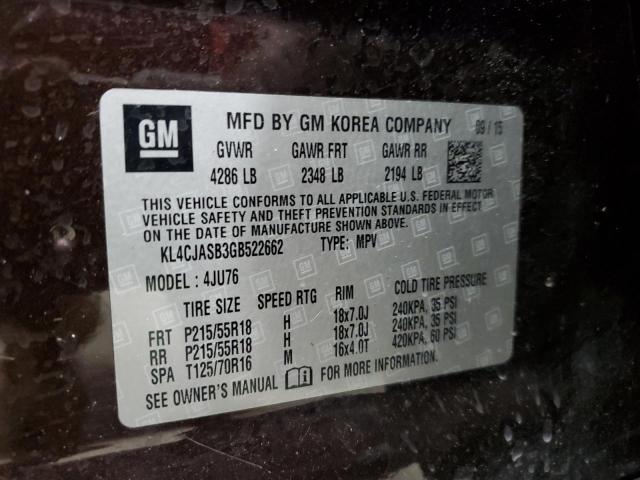 GM MFD BY GM KOREA COMPANY 09/15
GVWR GAWR FRT GAWR RR
4286 LB 2348 LB 2194 LB
THIS VEHICLE CONFORMS TO ALL APPLICABLE U.S. FEDERAL MOTOR
VEHICLE SAFETY AND THEFT PREVENTION STANDARDS IN EFFECT
ON THE DATE OF MANUFACTURE SHOWN ABOVE.
KL4CJASB3GB522662 TYPE: MPV
MODEL: 4JU76
TIRE SIZE SPEED RTG RIM COLD TIRE PRESSURE
FRT P215/55R18 H 18x7.0J 240KPA, 35 PSI
RR P215/55R18 H 18x7.0J 240KPA, 35 PSI
SPA T125/70R16 M 16x4.0T 420KPA, 60 PSI
SEE OWNER'S MANUAL FOR MORE INFORMATION.